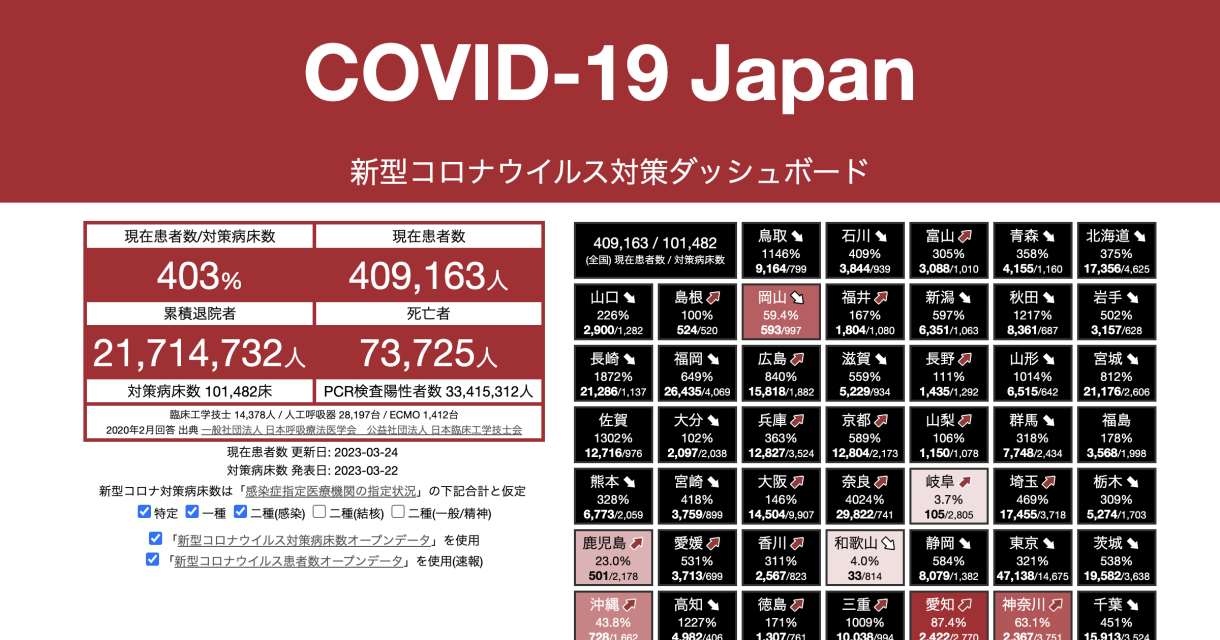 COVID-19 Japan
新型コロナウイルス対策ダッシュボード
現在患者数/対策病床数
現在患者数
403%
409,163人
累積退院者
死亡者
21,714,732人
73,725人
対策病床数 101,482床
PCR検査陽性者数 33,415,312人
臨床工学技士 14,378人 / 人工呼吸器 28,197台 / ECMO 1,412台
2020年2月回答 出典 一般社団法人 日本呼吸療法医学会　公益社団法人 日本臨床工学技士会
現在患者数 更新日: 2023-03-24
対策病床数 発表日: 2023-03-22
新型コロナ対策病床数は「感染症指定医療機関の指定状況」の下記合計と仮定
特定 一種 二種(感染) 二種(結核) 二種(一般/精神)
「新型コロナウイルス対策病床数オープンデータ」を使用
「新型コロナウイルス患者数オープンデータ」を使用(速報)
409,163 / 101,482
(全国) 現在患者数 / 対策病床数
鳥取
1146%
9,164/799
石川
409%
3,844/939
富山
305%
3,088/1,010
青森
358%
4,155/1,160
北海道
375%
17,356/4,625
山口
226%
2,900/1,282
島根
100%
524/520
岡山
59.4%
593/997
福井
167%
1,804/1,080
新潟
597%
6,351/1,063
秋田
1217%
8,361/687
岩手
502%
3,157/628
長崎
1872%
21,286/1,137
福岡
649%
26,435/4,069
広島
840%
15,818/1,882
滋賀
559%
5,229/934
長野
111%
1,435/1,292
山形
1014%
6,515/642
宮城
812%
21,176/2,606
佐賀
1302%
12,716/976
大分
102%
2,097/2,038
兵庫
363%
12,827/3,524
京都
589%
12,804/2,173
山梨
106%
1,150/1,078
群馬
318%
7,748/2,434
福島
178%
3,568/1,998
熊本
328%
6,773/2,059
宮崎
418%
3,759/899
大阪
146%
14,504/9,907
奈良
4024%
29,822/741
岐阜
3.7%
105/2,805
埼玉
469%
17,455/3,718
栃木
309%
5,274/1,703
鹿児島
23.0%
501/2,178
愛媛
531%
3,713/699
香川
311%
2,567/823
和歌山
4.0%
33/814
静岡
584%
8,079/1,382
東京
321%
47,138/14,675
茨城
538%
19,582/3,638
沖縄
43.8%
728/1,662
高知
1227%
4,982/406
徳島
171%
1,307/761
三重
1009%
10,038/994
愛知
87.4%
2,422/2,770
神奈川
63.1%
2,367/3,751
千葉
451%
15,913/3,524